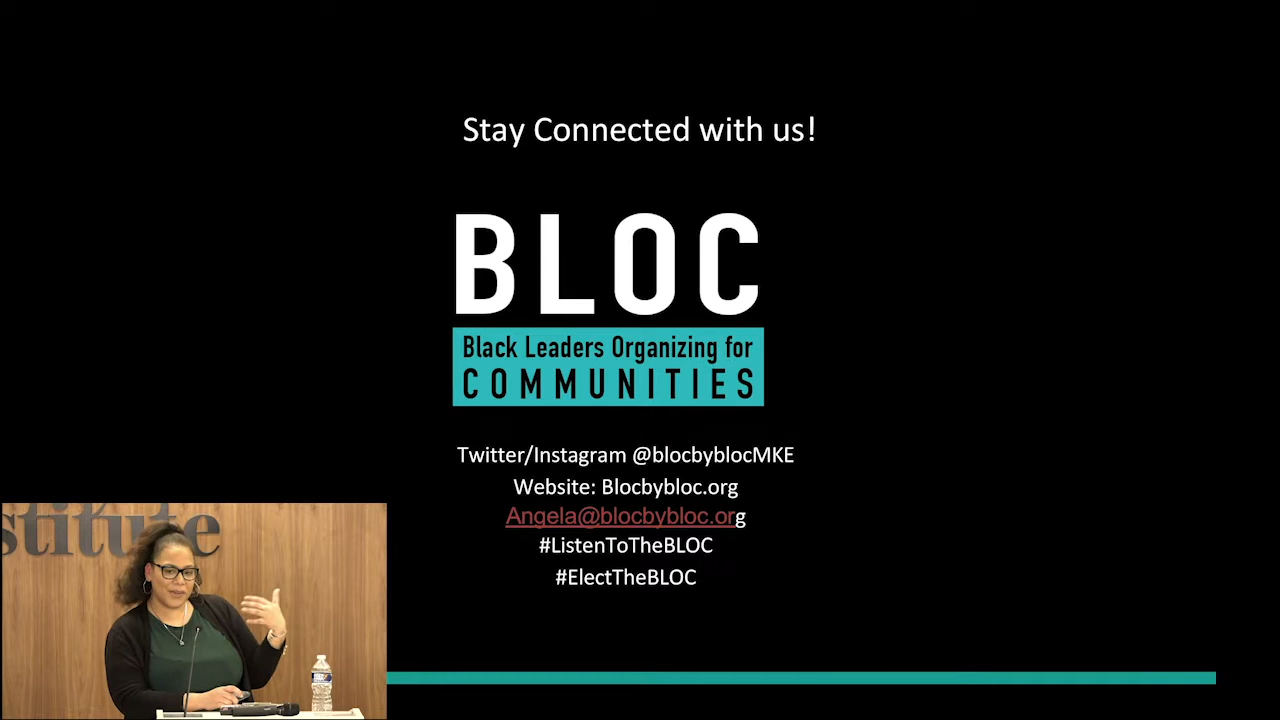 Stay Connected with us!
BLOC
Black Leaders Organizing for
COMMUNITIES
Twitter/Instagram @blocbyblocMKE
Website: Blocbybloc.org
Angela@blocbybloc.org
#ListenToTheBLOC
#ElectTheBLOC
stitute